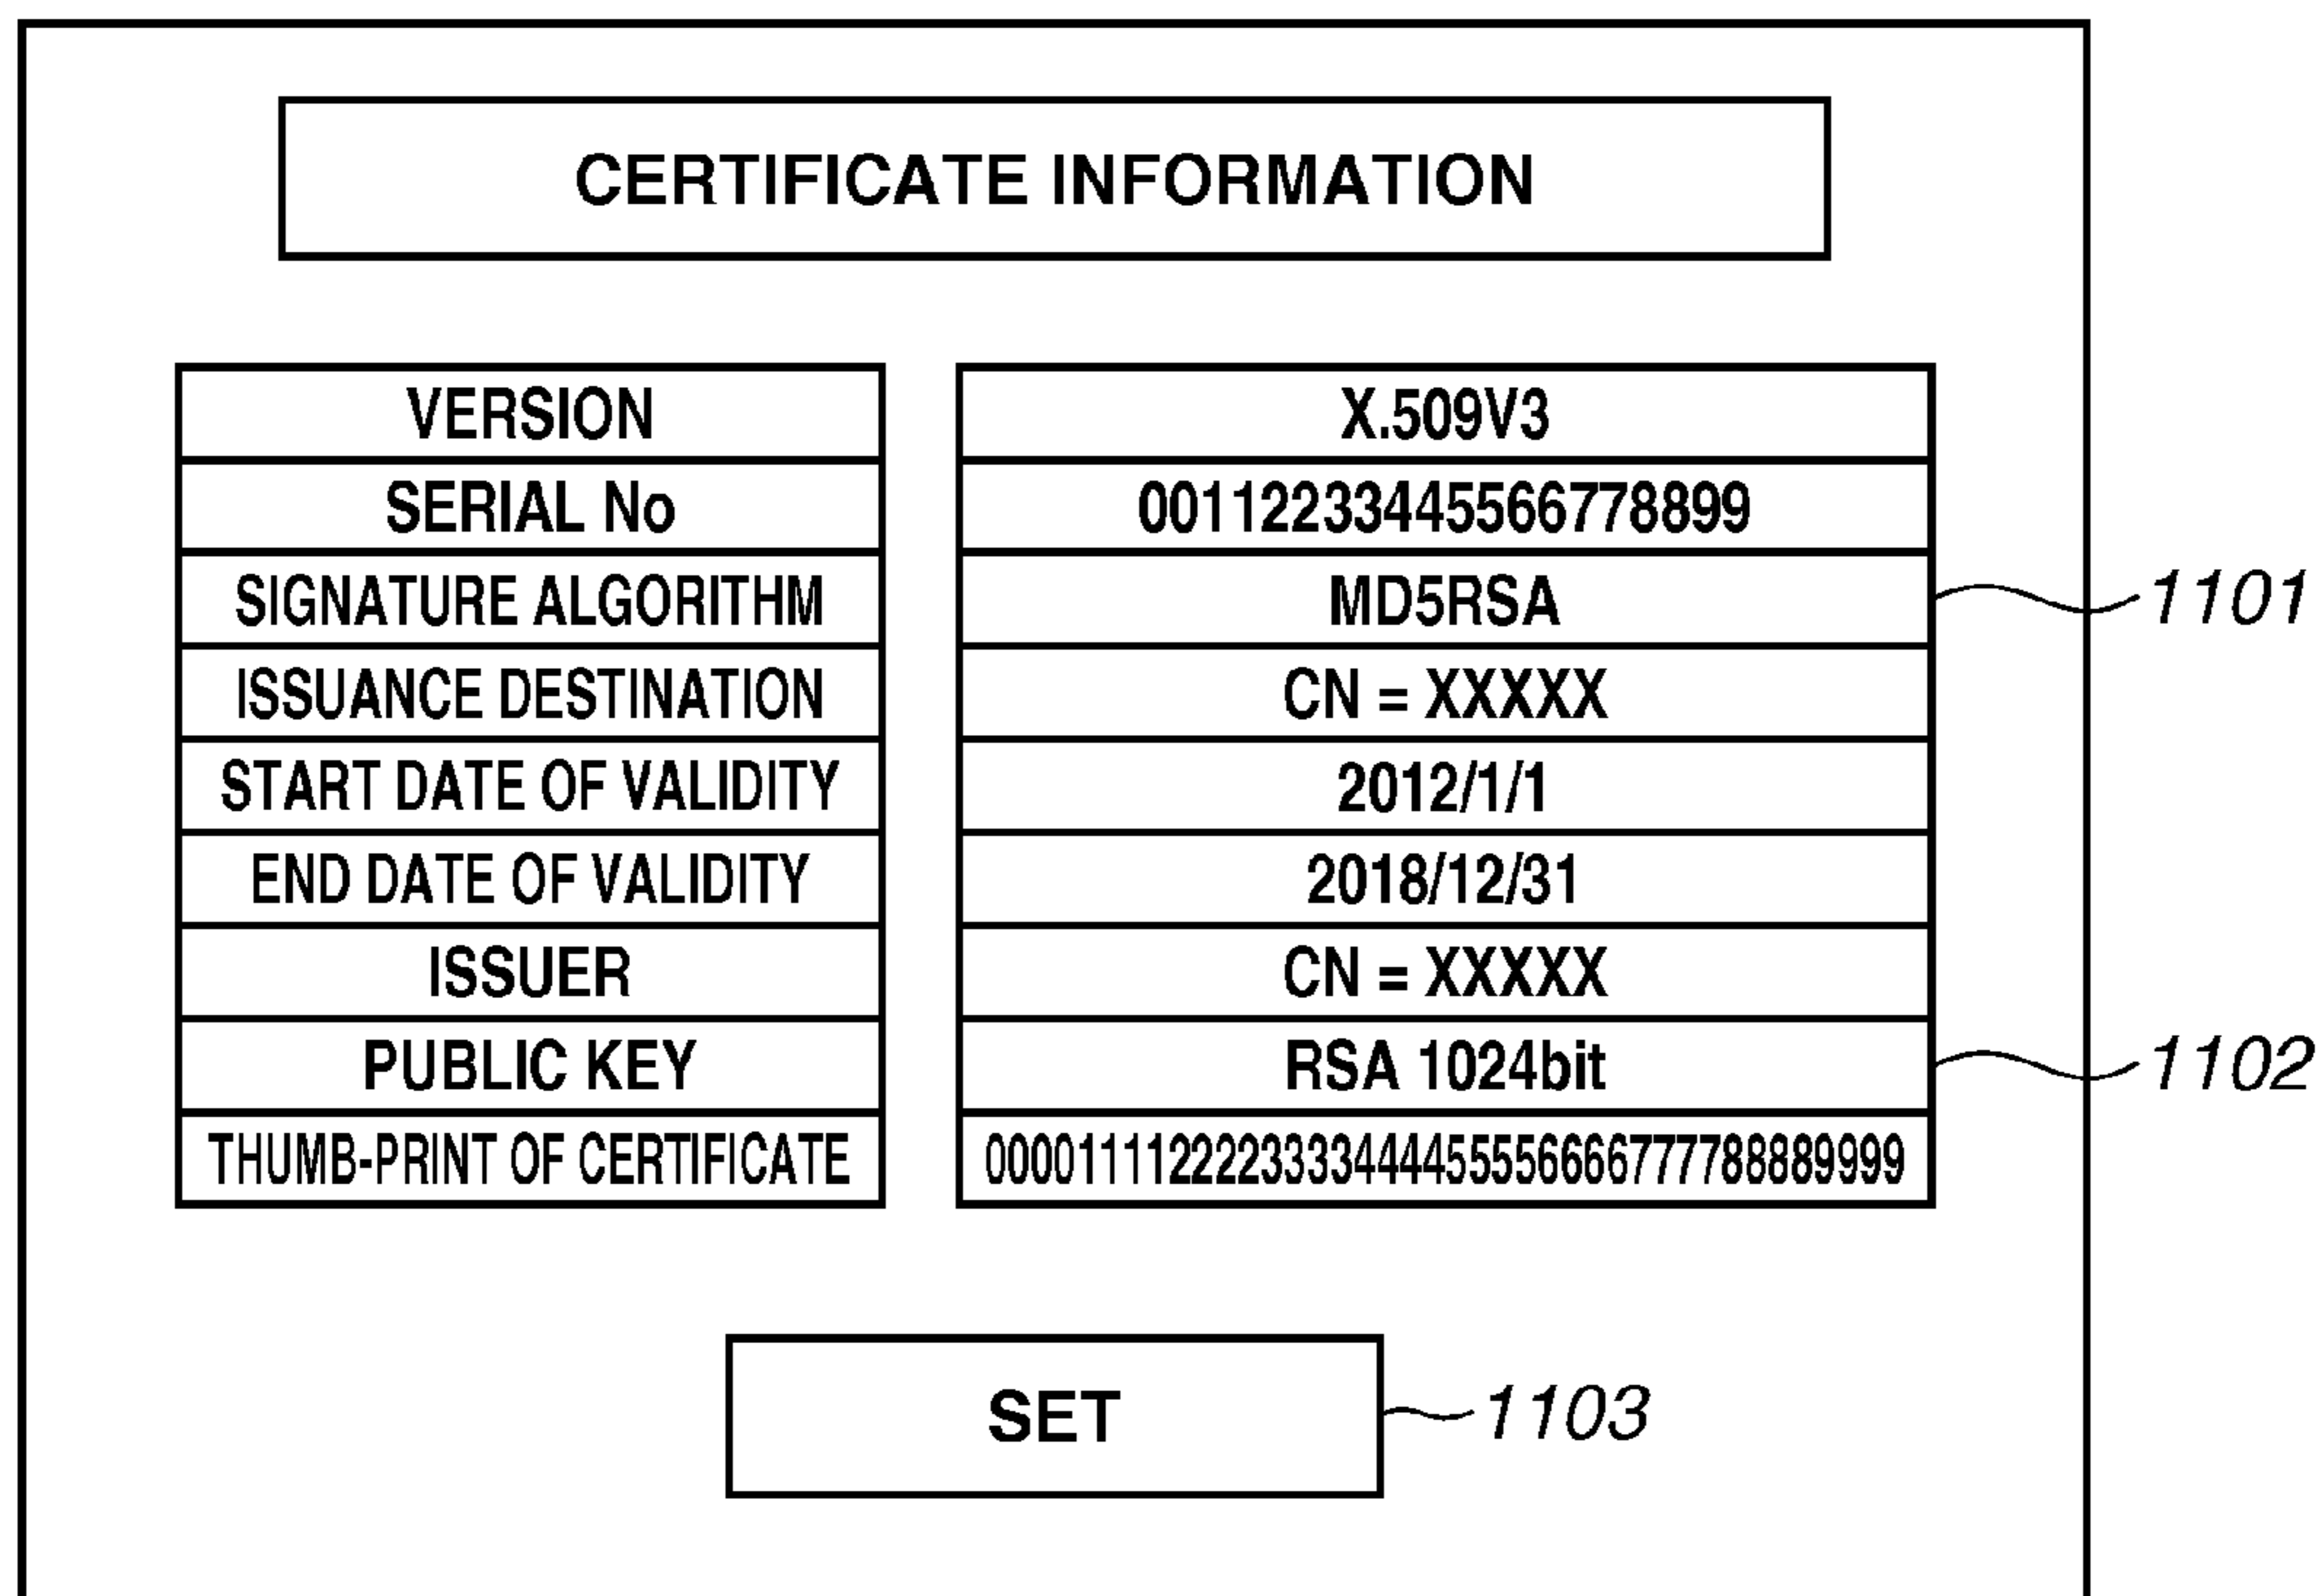 CERTIFICATE INFORMATION
VERSION X.509V3
SERIAL No 00112233445566778899
SIGNATURE ALGORITHM MD5RSA 1101
ISSUANCE DESTINATION CN = XXXXX
START DATE OF VALIDITY 2012/1/1
END DATE OF VALIDITY 2018/12/31
ISSUER CN = XXXXX
PUBLIC KEY RSA 1024bit 1102
THUMB-PRINT OF CERTIFICATE 0000111122223333444455556666777788889999
SET 1103